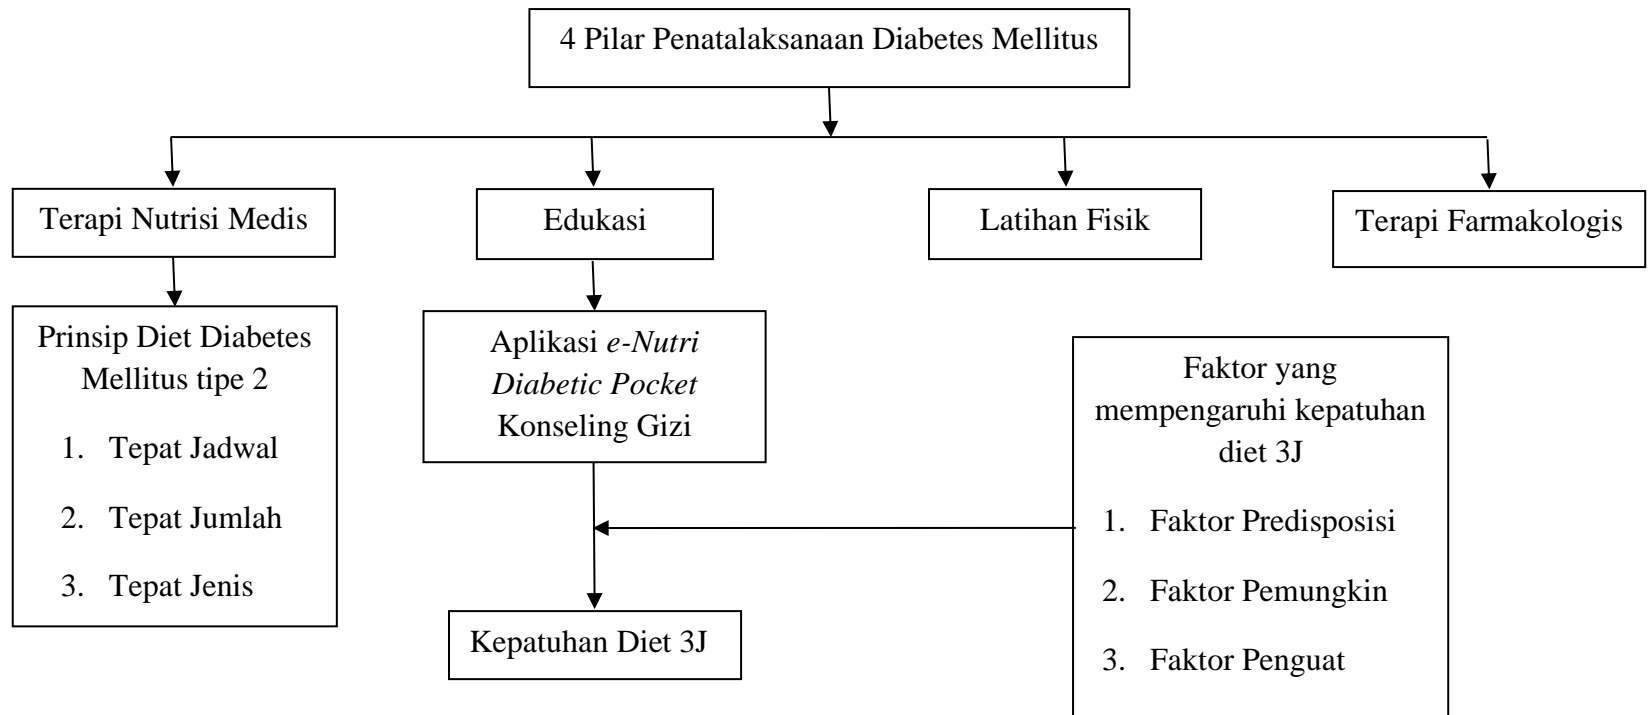 4 Pilar Penatalaksanaan Diabetes Mellitus
Terapi Nutrisi Medis
Edukasi
Latihan Fisik
Terapi Farmakologis
Prinsip Diet Diabetes
Mellitus tipe 2
1. Tepat Jadwal
2. Tepat Jumlah
3. Tepat Jenis
Aplikasi e-Nutri
Diabetic Pocket
Konseling Gizi
Faktor yang
mempengaruhi kepatuhan
diet 3J
1. Faktor Predisposisi
2. Faktor Pemungkin
3. Faktor Penguat
Kepatuhan Diet 3J